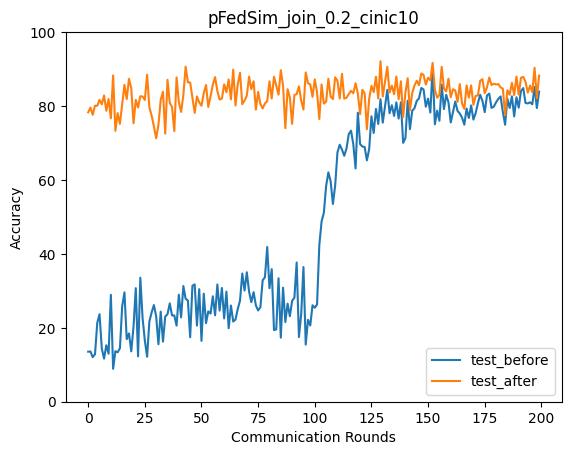 pFedSim_join_0.2_cinic10
100
80
60
40
20
0
Accuracy
0 25 50 75 100 125 150 175 200
Communication Rounds
test_before
test_after